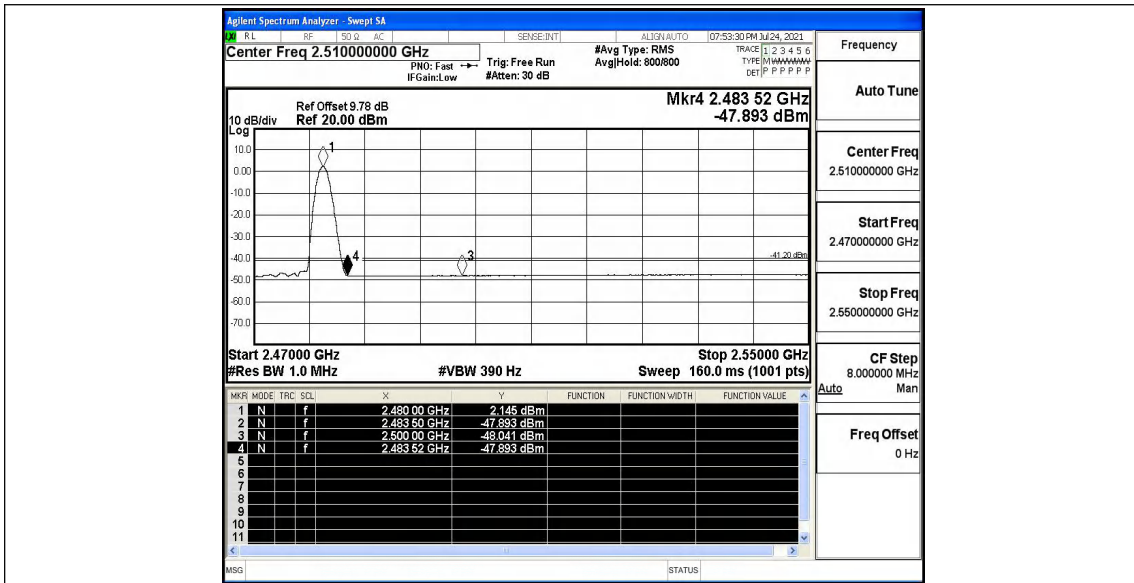 Agilent Spectrum Analyzer - Swept SA
LXI RL RF 50 Ω AC SENSE:INT ALIGN AUTO 07:53:30 PM Jul 24, 2021
Center Freq 2.510000000 GHz
PNO: Fast
IFGain:Low
Trig: Free Run
#Atten: 30 dB
#Avg Type: RMS
Avg|Hold: 800/800
TRACE 1 2 3 4 5 6
TYPE M WWWWW
DET P P P P P P
Ref Offset 9.78 dB
Ref 20.00 dBm
10 dB/div
Log
Mkr4 2.483 52 GHz
-47.893 dBm
10.0
0.00
-10.0
-20.0
-30.0
-40.0
-50.0
-60.0
-70.0
1
4
3
-41.20 dBm
Start 2.47000 GHz Stop 2.55000 GHz
#Res BW 1.0 MHz #VBW 390 Hz Sweep 160.0 ms (1001 pts)
MKR MODE TRC SCL X Y FUNCTION FUNCTION WIDTH FUNCTION VALUE
1 N f 2.480 00 GHz 2.145 dBm
2 N f 2.483 50 GHz -47.893 dBm
3 N f 2.500 00 GHz -48.041 dBm
4 N f 2.483 52 GHz -47.893 dBm
5
6
7
8
9
10
11
MSG STATUS
Frequency
Auto Tune
Center Freq
2.510000000 GHz
Start Freq
2.470000000 GHz
Stop Freq
2.550000000 GHz
CF Step
8.000000 MHz
Auto Man
Freq Offset
0 Hz